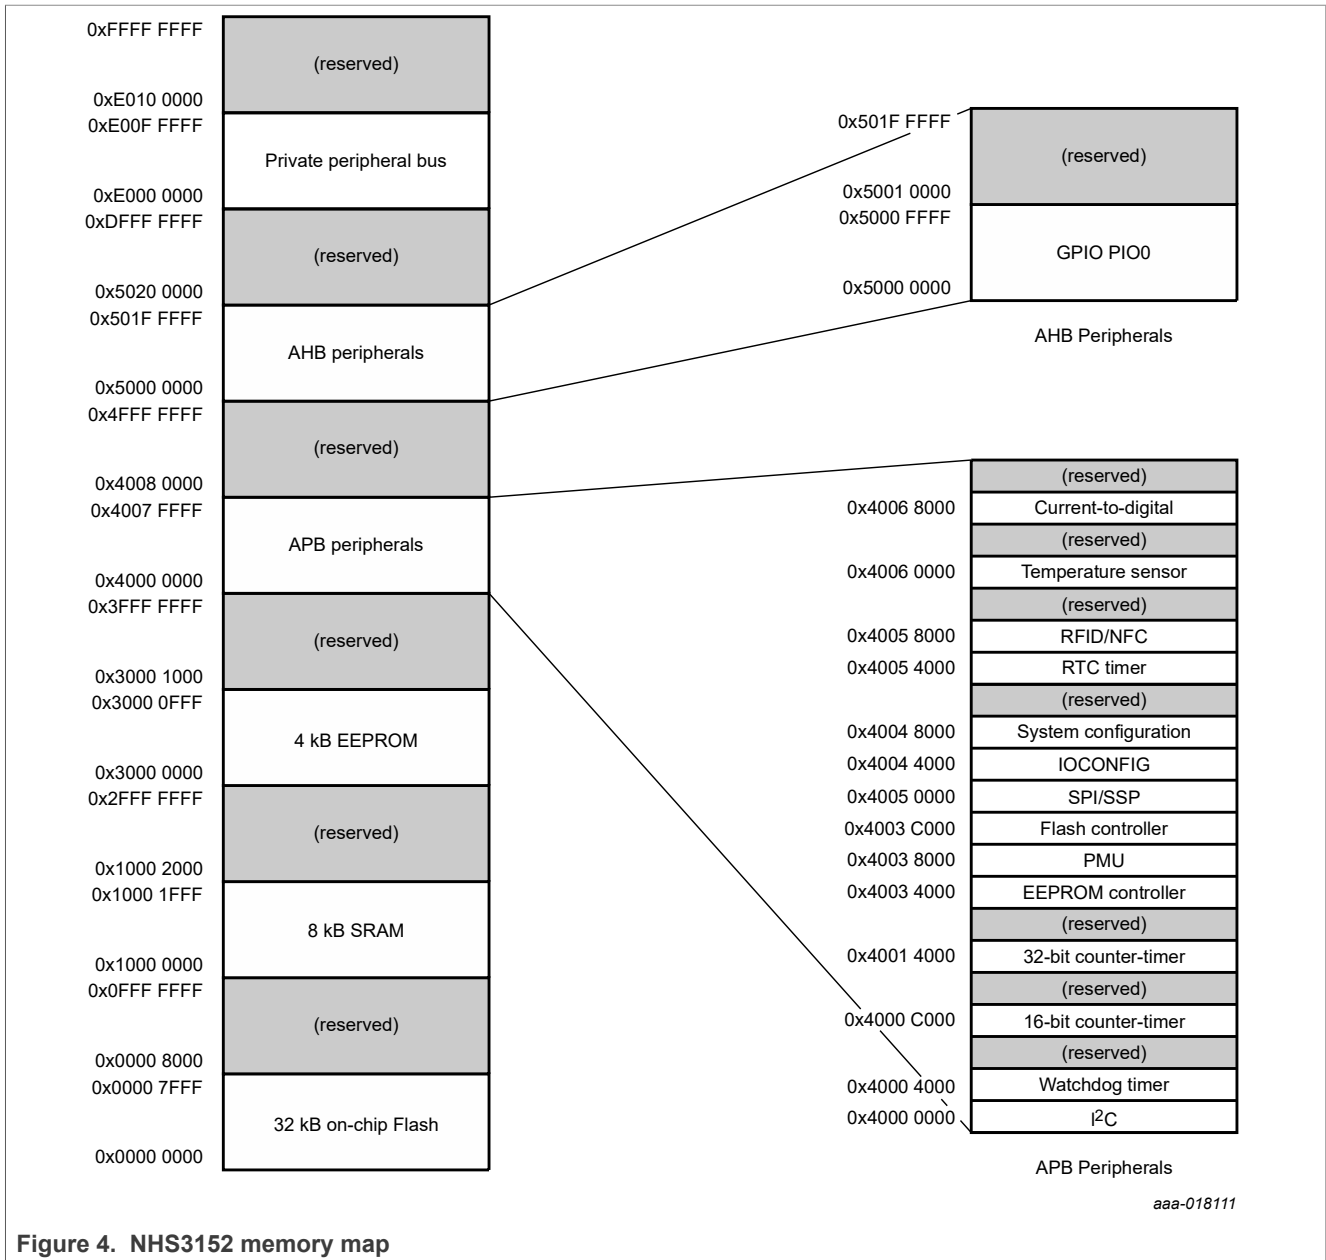 0xFFFF FFFF
(reserved)
0xE010 0000
0xE00F FFFF
Private peripheral bus
0xE000 0000
0xDFFF FFFF
(reserved)
0x5020 0000
0x501F FFFF
AHB peripherals
0x5000 0000
0x4FFF FFFF
(reserved)
0x4008 0000
0x4007 FFFF
APB peripherals
0x4000 0000
0x3FFF FFFF
(reserved)
0x3000 1000
0x3000 0FFF
4 kB EEPROM
0x3000 0000
0x2FFF FFFF
(reserved)
0x1000 2000
0x1000 1FFF
8 kB SRAM
0x1000 0000
0x0FFF FFFF
(reserved)
0x0000 8000
0x0000 7FFF
32 kB on-chip Flash
0x0000 0000
0x501F FFFF
(reserved)
0x5001 0000
0x5000 FFFF
GPIO PIO0
0x5000 0000
AHB Peripherals
(reserved)
0x4006 8000 Current-to-digital
(reserved)
0x4006 0000 Temperature sensor
(reserved)
0x4005 8000 RFID/NFC
0x4005 4000 RTC timer
(reserved)
0x4004 8000 System configuration
0x4004 4000 IOCONFIG
0x4005 0000 SPI/SSP
0x4003 C000 Flash controller
0x4003 8000 PMU
0x4003 4000 EEPROM controller
(reserved)
0x4001 4000 32-bit counter-timer
(reserved)
0x4000 C000 16-bit counter-timer
(reserved)
0x4000 4000 Watchdog timer
0x4000 0000 I²C
APB Peripherals
aaa-018111
Figure 4. NHS3152 memory map